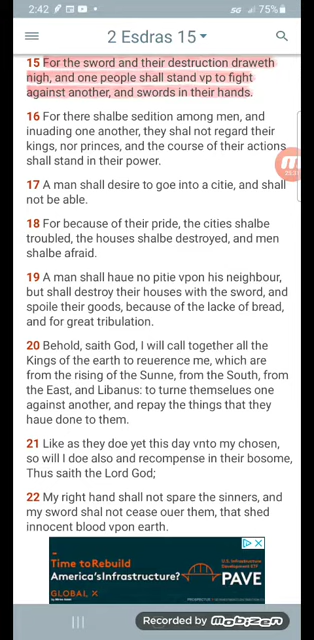 2:42
5G 75%
2 Esdras 15
15 For the sword and their destruction draweth
nigh, and one people shall stand vp to fight
against another, and swords in their hands.
16 For there shalbe sedition among men, and
inuading one another, they shal not regard their
kings, nor princes, and the course of their actions
shall stand in their power.
17 A man shall desire to goe into a citie, and shall
not be able.
18 For because of their pride, the cities shalbe
troubled, the houses shalbe destroyed, and men
shalbe afraid.
19 A man shall haue no pitie vpon his neighbour,
but shall destroy their houses with the sword, and
spoile their goods, because of the lacke of bread,
and for great tribulation.
20 Behold, saith God, I will call together all the
Kings of the earth to reuerence me, which are
from the rising of the Sunne, from the South, from
the East, and Libanus: to turne themselues one
against another, and repay the things that they
haue done to them.
21 Like as they doe yet this day vnto my chosen,
so will I doe also and recompense in their bosome,
Thus saith the Lord God;
22 My right hand shall not spare the sinners, and
my sword shal not cease ouer them, that shed
innocent blood vpon earth.
Time to Rebuild
America's Infrastructure?
GLOBAL X
U.S. Infrastructure
Development ETF
PAVE
Recorded by MOBIZEN